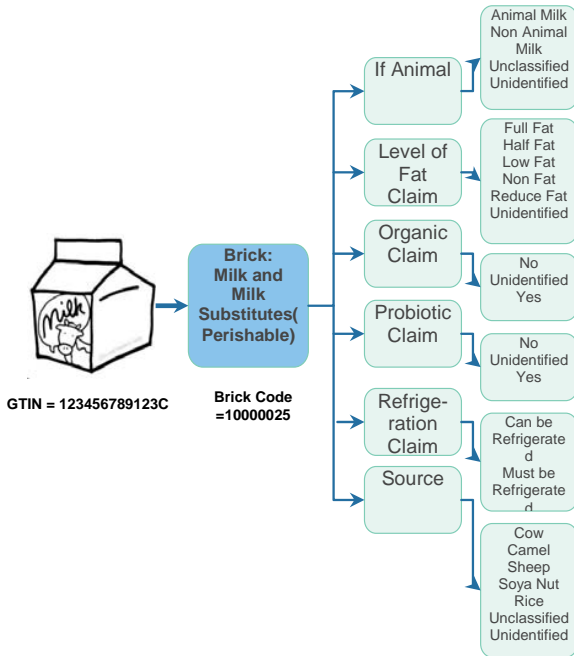 milk
GTIN = 123456789123C
Brick:
Milk and
Milk
Substitutes(
Perishable)
Brick Code
=10000025
If Animal
Animal Milk
Non Animal
Milk
Unclassified
Unidentified
Level of
Fat
Claim
Full Fat
Half Fat
Low Fat
Non Fat
Reduce Fat
Unidentified
Organic
Claim
No
Unidentified
Yes
Probiotic
Claim
No
Unidentified
Yes
Refrige-
ration
Claim
Can be
Refrigerate
d
Must be
Refrigerate
d
Source
Cow
Camel
Sheep
Soya Nut
Rice
Unclassified
Unidentified